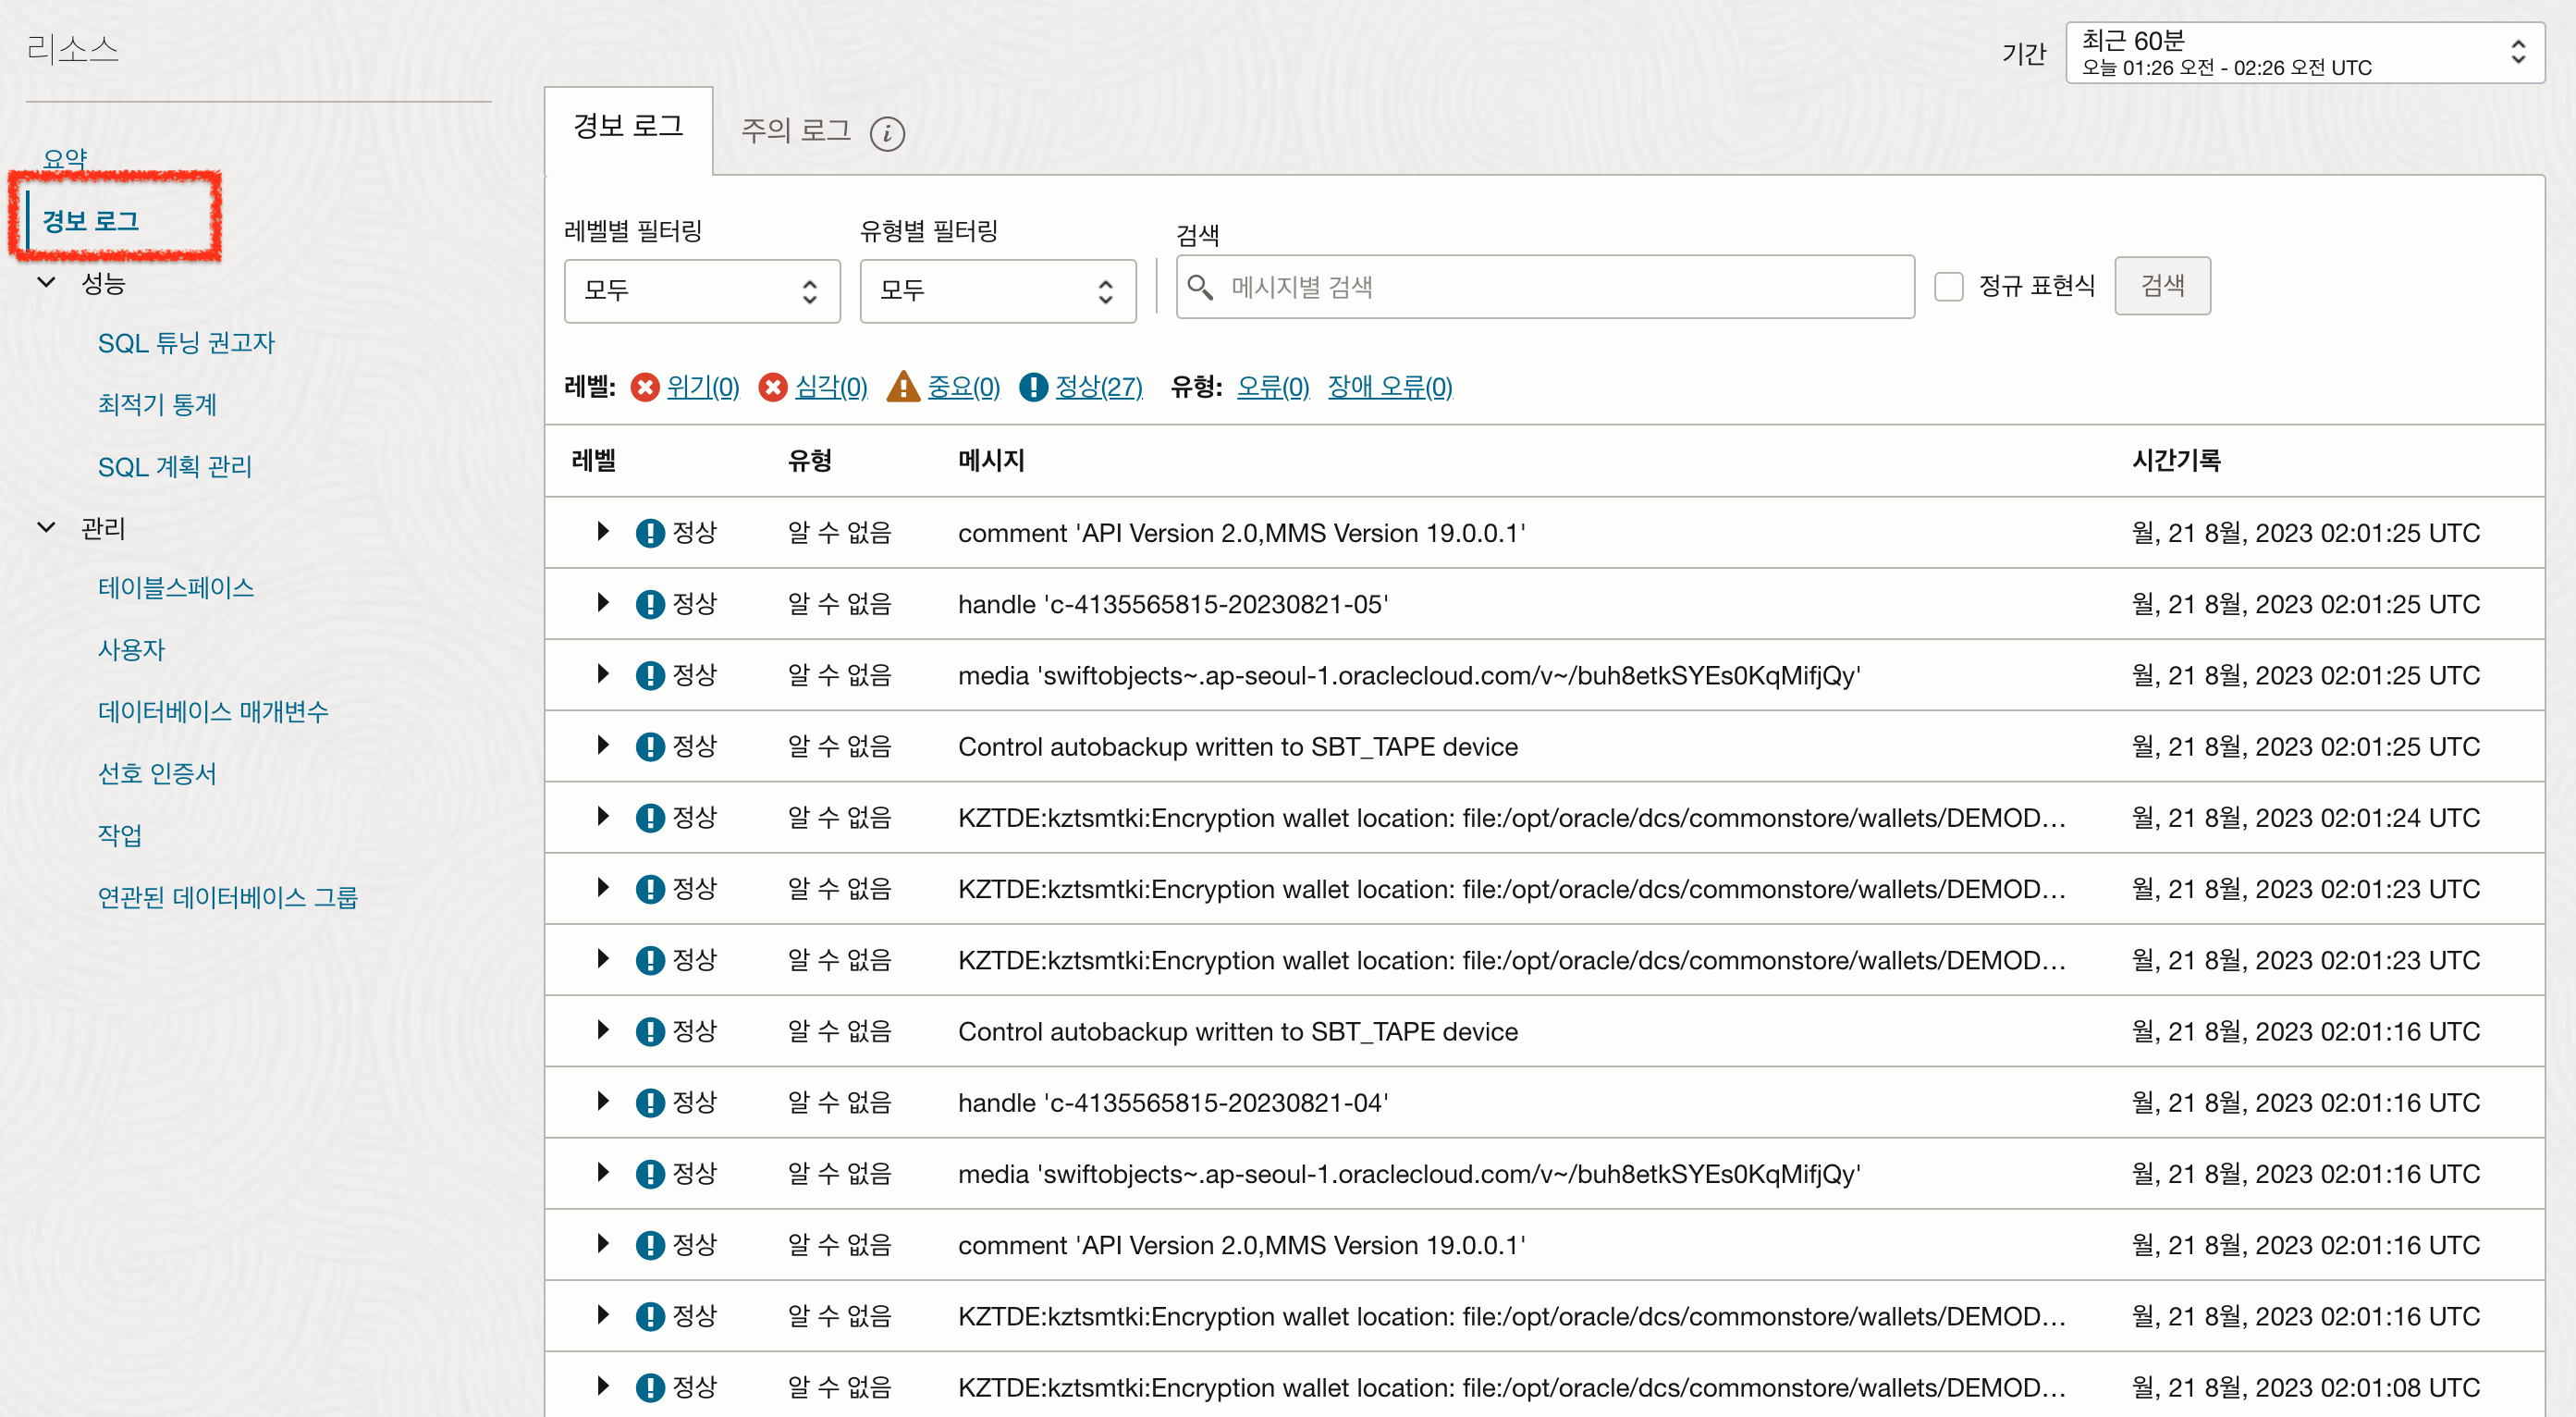 리소스
기간
최근 60분
오늘 01:26 오전 - 02:26 오전 UTC
요약
경보 로그
성능
SQL 튜닝 권고자
최적기 통계
SQL 계획 관리
관리
테이블스페이스
사용자
데이터베이스 매개변수
선호 인증서
작업
연관된 데이터베이스 그룹
경보 로그 주의 로그 i
레벨별 필터링 유형별 필터링 검색
모두 모두 메시지별 검색 정규 표현식 검색
레벨: 위기(0) 심각(0) 중요(0) 정상(27) 유형: 오류(0) 장애 오류(0)
레벨 유형 메시지 시간기록
정상 알 수 없음 comment 'API Version 2.0,MMS Version 19.0.0.1' 월, 21 8월, 2023 02:01:25 UTC
정상 알 수 없음 handle 'c-4135565815-20230821-05' 월, 21 8월, 2023 02:01:25 UTC
정상 알 수 없음 media 'swiftobjects~.ap-seoul-1.oraclecloud.com/v~/buh8etkSYEs0KqMifjQy' 월, 21 8월, 2023 02:01:25 UTC
정상 알 수 없음 Control autobackup written to SBT_TAPE device 월, 21 8월, 2023 02:01:25 UTC
정상 알 수 없음 KZTDE:kztsmtki:Encryption wallet location: file:/opt/oracle/dcs/commonstore/wallets/DEMOD... 월, 21 8월, 2023 02:01:24 UTC
정상 알 수 없음 KZTDE:kztsmtki:Encryption wallet location: file:/opt/oracle/dcs/commonstore/wallets/DEMOD... 월, 21 8월, 2023 02:01:23 UTC
정상 알 수 없음 KZTDE:kztsmtki:Encryption wallet location: file:/opt/oracle/dcs/commonstore/wallets/DEMOD... 월, 21 8월, 2023 02:01:23 UTC
정상 알 수 없음 Control autobackup written to SBT_TAPE device 월, 21 8월, 2023 02:01:16 UTC
정상 알 수 없음 handle 'c-4135565815-20230821-04' 월, 21 8월, 2023 02:01:16 UTC
정상 알 수 없음 media 'swiftobjects~.ap-seoul-1.oraclecloud.com/v~/buh8etkSYEs0KqMifjQy' 월, 21 8월, 2023 02:01:16 UTC
정상 알 수 없음 comment 'API Version 2.0,MMS Version 19.0.0.1' 월, 21 8월, 2023 02:01:16 UTC
정상 알 수 없음 KZTDE:kztsmtki:Encryption wallet location: file:/opt/oracle/dcs/commonstore/wallets/DEMOD... 월, 21 8월, 2023 02:01:16 UTC
정상 알 수 없음 KZTDE:kztsmtki:Encryption wallet location: file:/opt/oracle/dcs/commonstore/wallets/DEMOD... 월, 21 8월, 2023 02:01:08 UTC